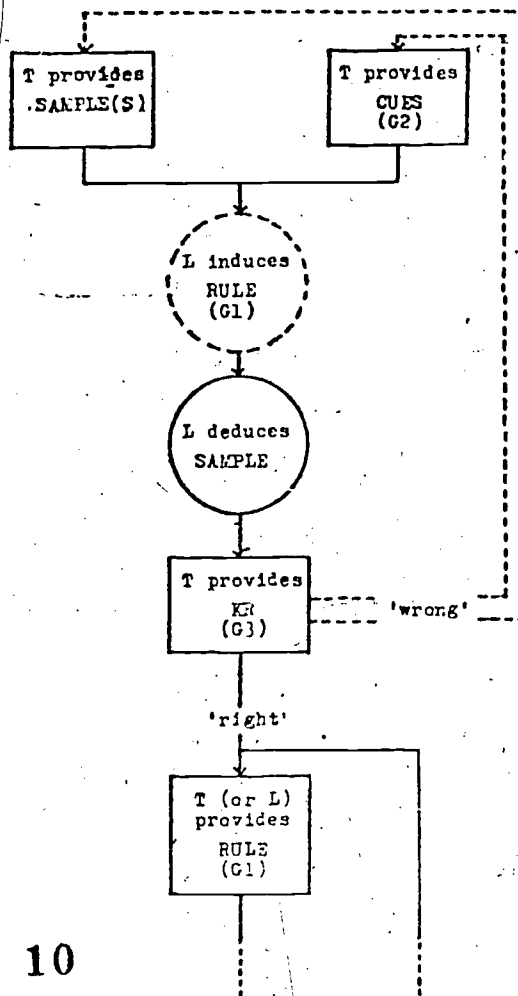 T provides
.SAMPLE(S)
T provides
CUES
(G2)
L induces
RULE
(G1)
L deduces
SAMPLE
T provides
KR
(G3)
'wrong'
'right'
T (or L)
provides
RULE
(G1)
10